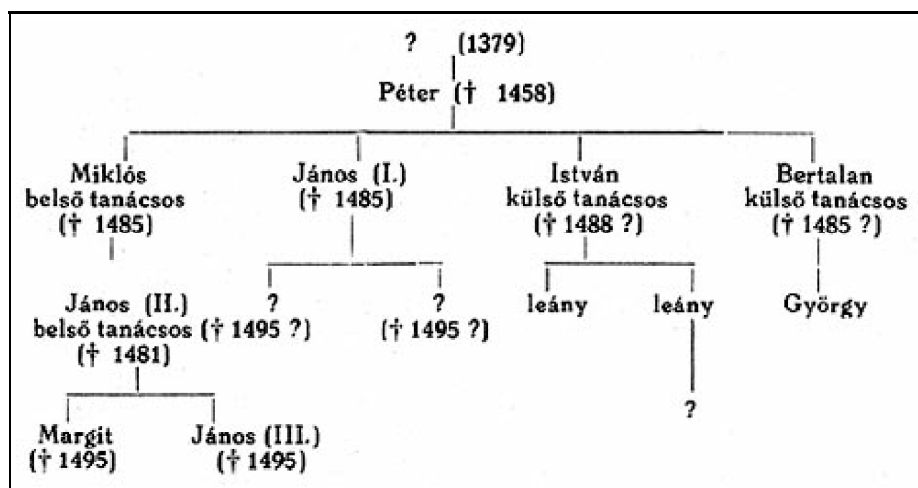 ? (1379)
Péter († 1458)
Miklós
belső tanácsos
(† 1485)
János (I.)
(† 1485)
István
külső tanácsos
(† 1488 ?)
Bertalan
külső tanácsos
(† 1485 ?)
János (II.)
belső tanácsos
(† 1481)
?
(† 1495 ?)
?
(† 1495 ?)
leány
leány
György
?
Margit
(† 1495)
János (III.)
(† 1495)